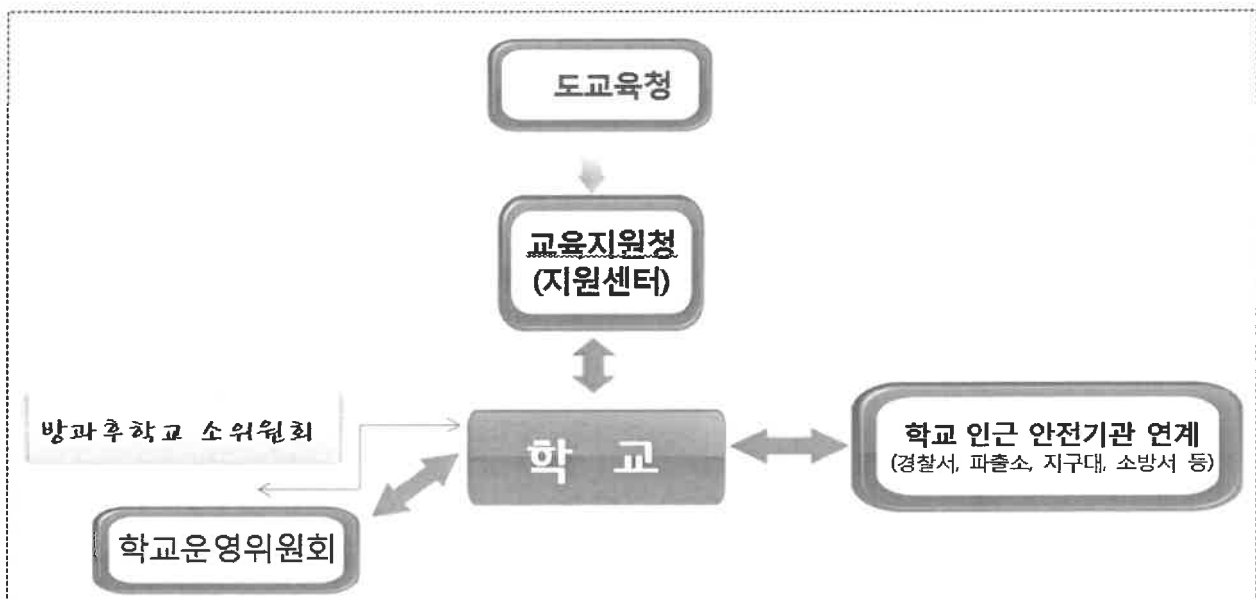 도교육청
교육지원청
(지원센터)
방과후학교 소위원회
학 교
학교 인근 안전기관 연계
(경찰서, 파출소, 지구대, 소방서 등)
학교운영위원회